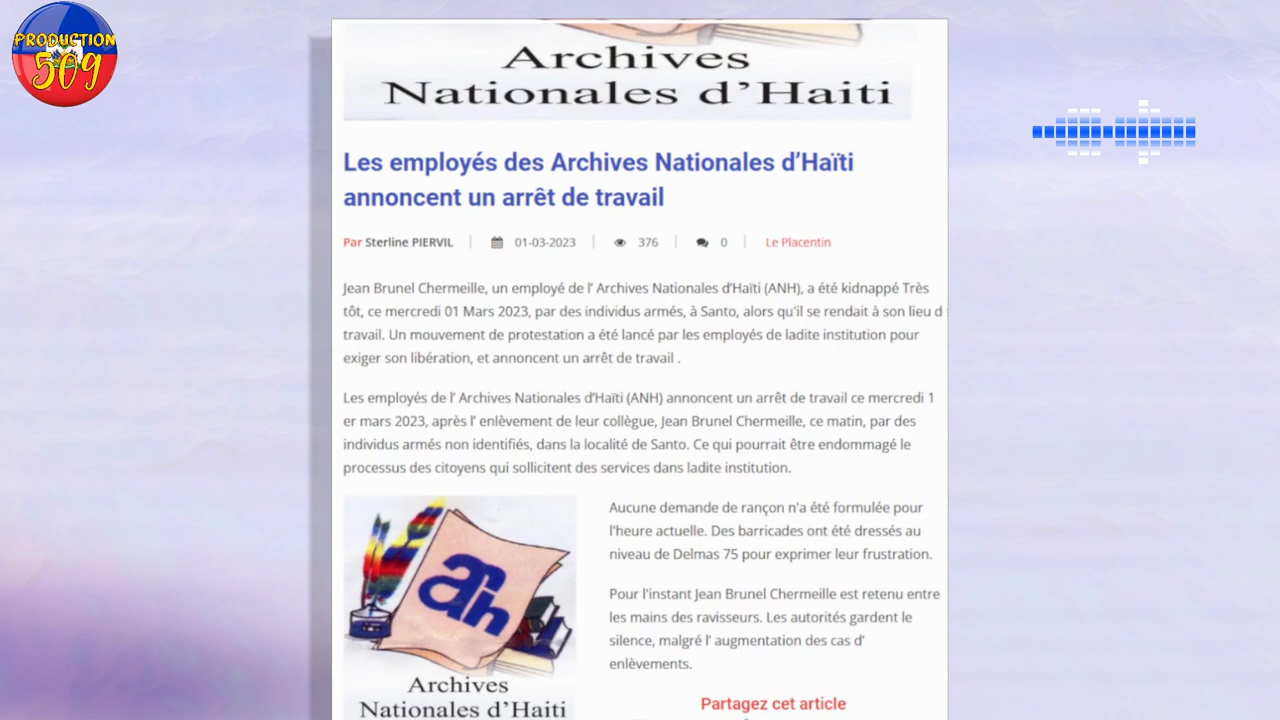 PRODUCTION
509
Archives
Nationales d’Haiti
Les employés des Archives Nationales d’Haïti
annoncent un arrêt de travail
Par Sterline PIERVIL | 01-03-2023 | 376 | 0 | Le Placentin
Jean Brunel Chermeille, un employé de l’ Archives Nationales d’Haïti (ANH), a été kidnappé Très
tôt, ce mercredi 01 Mars 2023, par des individus armés, à Santo, alors qu'il se rendait à son lieu d
travail. Un mouvement de protestation a été lancé par les employés de ladite institution pour
exiger son libération, et annoncent un arrêt de travail .
Les employés de l’ Archives Nationales d’Haïti (ANH) annoncent un arrêt de travail ce mercredi 1
er mars 2023, après l’ enlèvement de leur collègue, Jean Brunel Chermeille, ce matin, par des
individus armés non identifiés, dans la localité de Santo. Ce qui pourrait être endommagé le
processus des citoyens qui sollicitent des services dans ladite institution.
Aucune demande de rançon n'a été formulée pour
l'heure actuelle. Des barricades ont été dressés au
niveau de Delmas 75 pour exprimer leur frustration.
Pour l'instant Jean Brunel Chermeille est retenu entre
les mains des ravisseurs. Les autorités gardent le
silence, malgré l’ augmentation des cas d’
enlèvements.
anh
Archives
Nationales d’Haiti
Partagez cet article